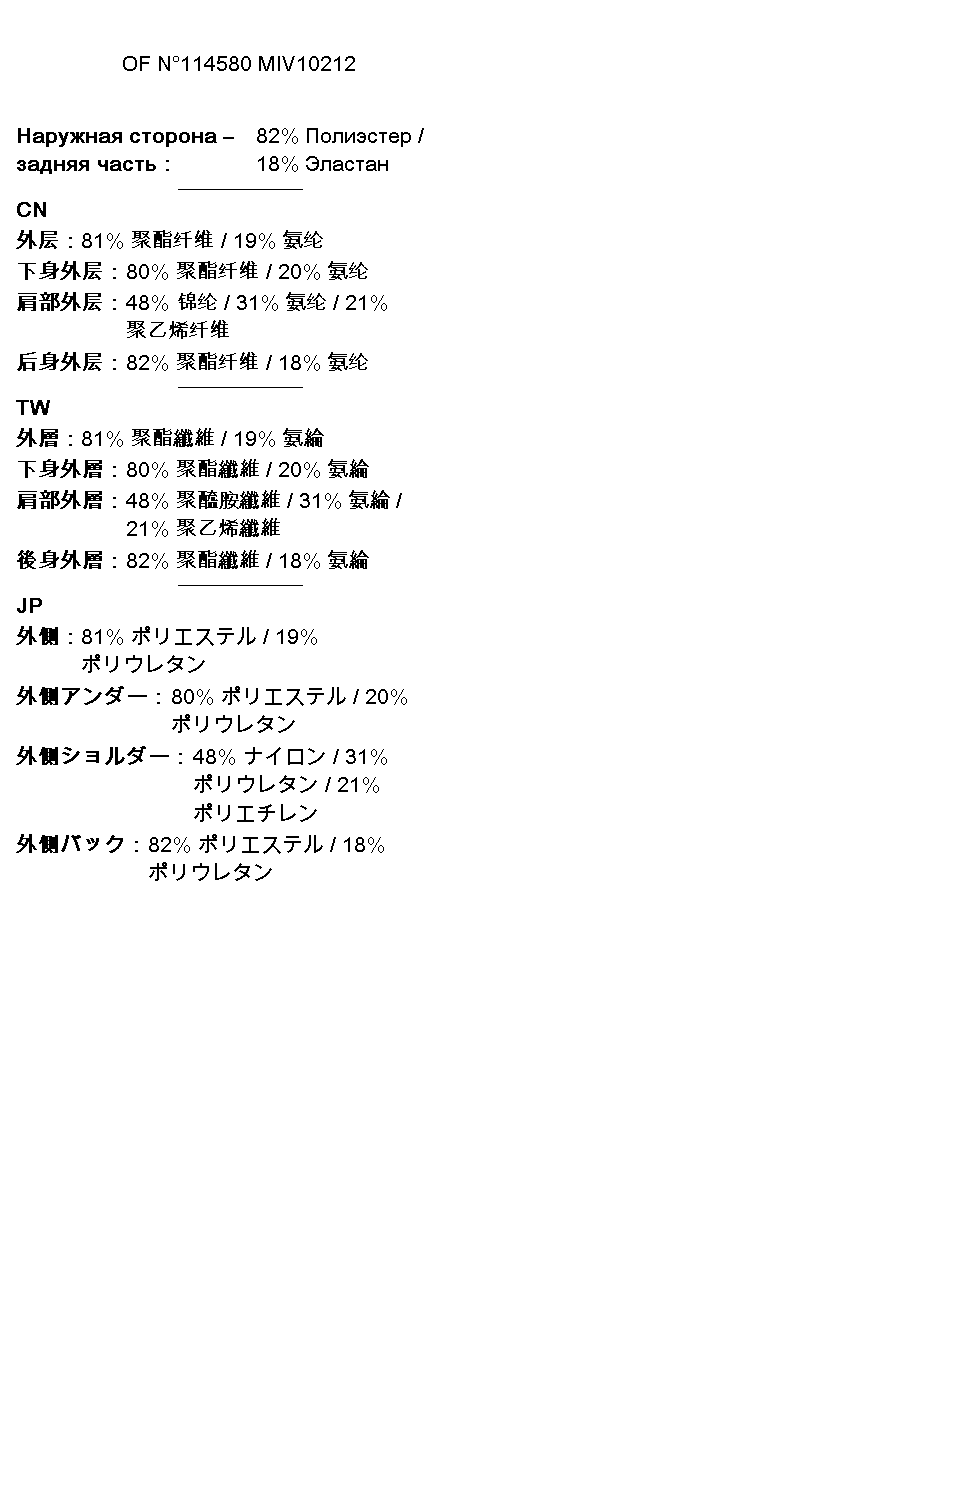 OF N°114580 MIV10212
Наружная сторона – 82% Полиэстер /
задняя часть : 18% Эластан
CN
外层 : 81% 聚酯纤维 / 19% 氨纶
下身外层 : 80% 聚酯纤维 / 20% 氨纶
肩部外层 : 48% 锦纶 / 31% 氨纶 / 21%
聚乙烯纤维
后身外层 : 82% 聚酯纤维 / 18% 氨纶
TW
外層 : 81% 聚酯纖維 / 19% 氨綸
下身外層 : 80% 聚酯纖維 / 20% 氨綸
肩部外層 : 48% 聚醯胺纖維 / 31% 氨綸 /
21% 聚乙烯纖維
後身外層 : 82% 聚酯纖維 / 18% 氨綸
JP
外側 : 81% ポリエステル / 19%
ポリウレタン
外側アンダー : 80% ポリエステル / 20%
ポリウレタン
外側ショルダー : 48% ナイロン / 31%
ポリウレタン / 21%
ポリエチレン
外側バック : 82% ポリエステル / 18%
ポリウレタン